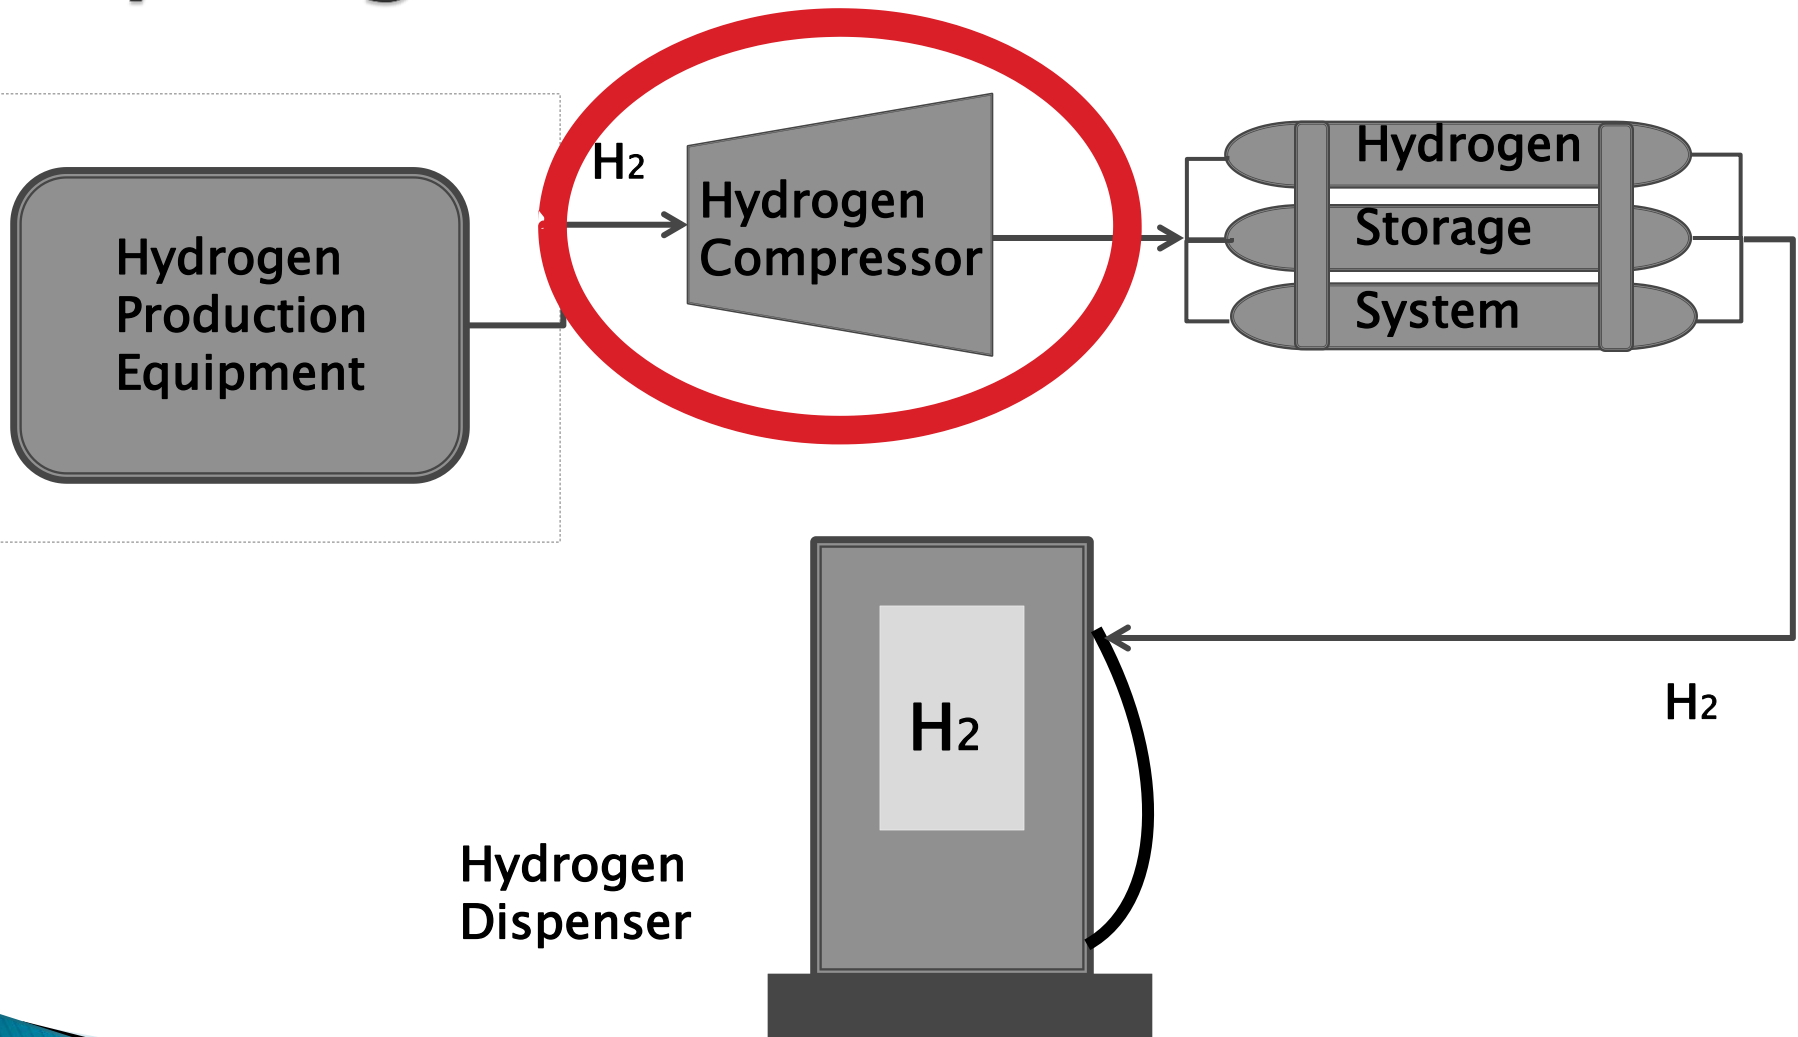 Hydrogen
Production
Equipment
H2
Hydrogen
Compressor
Hydrogen
Storage
System
H2
H2
Hydrogen
Dispenser